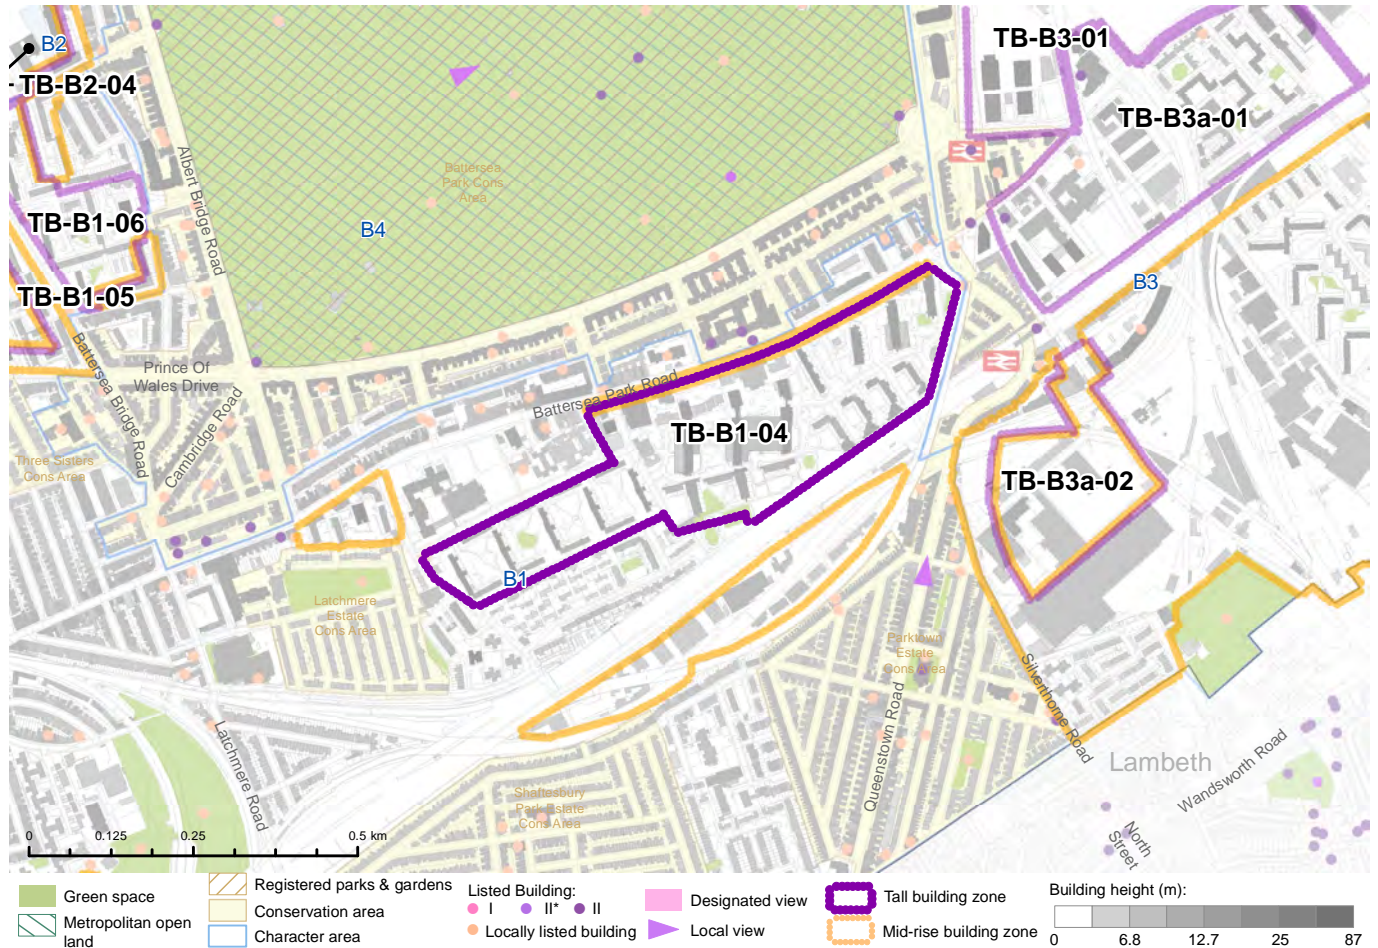 B2
TB-B2-04
TB-B3-01
TB-B3a-01
Albert Bridge Road
Battersea
Park Cons
Area
TB-B1-06
B4
TB-B1-05
B3
Battersea Bridge Road
Prince Of
Wales Drive
Cambridge Road
Battersea Park Road
TB-B1-04
Three Sisters
Cons Area
TB-B3a-02
B1
Latchmere
Estate
Cons Area
Parktown
Estate
Cons Area
Silverthorne Road
Queenstown Road
Latchmere Road
Lambeth
Wandsworth Road
Shaftesbury
Park Estate
Cons Area
North
Street
0 0.125 0.25 0.5 km
Green space
Metropolitan open
land
Registered parks & gardens
Conservation area
Character area
Listed Building:
I II* II
Locally listed building
Designated view
Local view
Tall building zone
Mid-rise building zone
Building height (m):
0 6.8 12.7 25 87